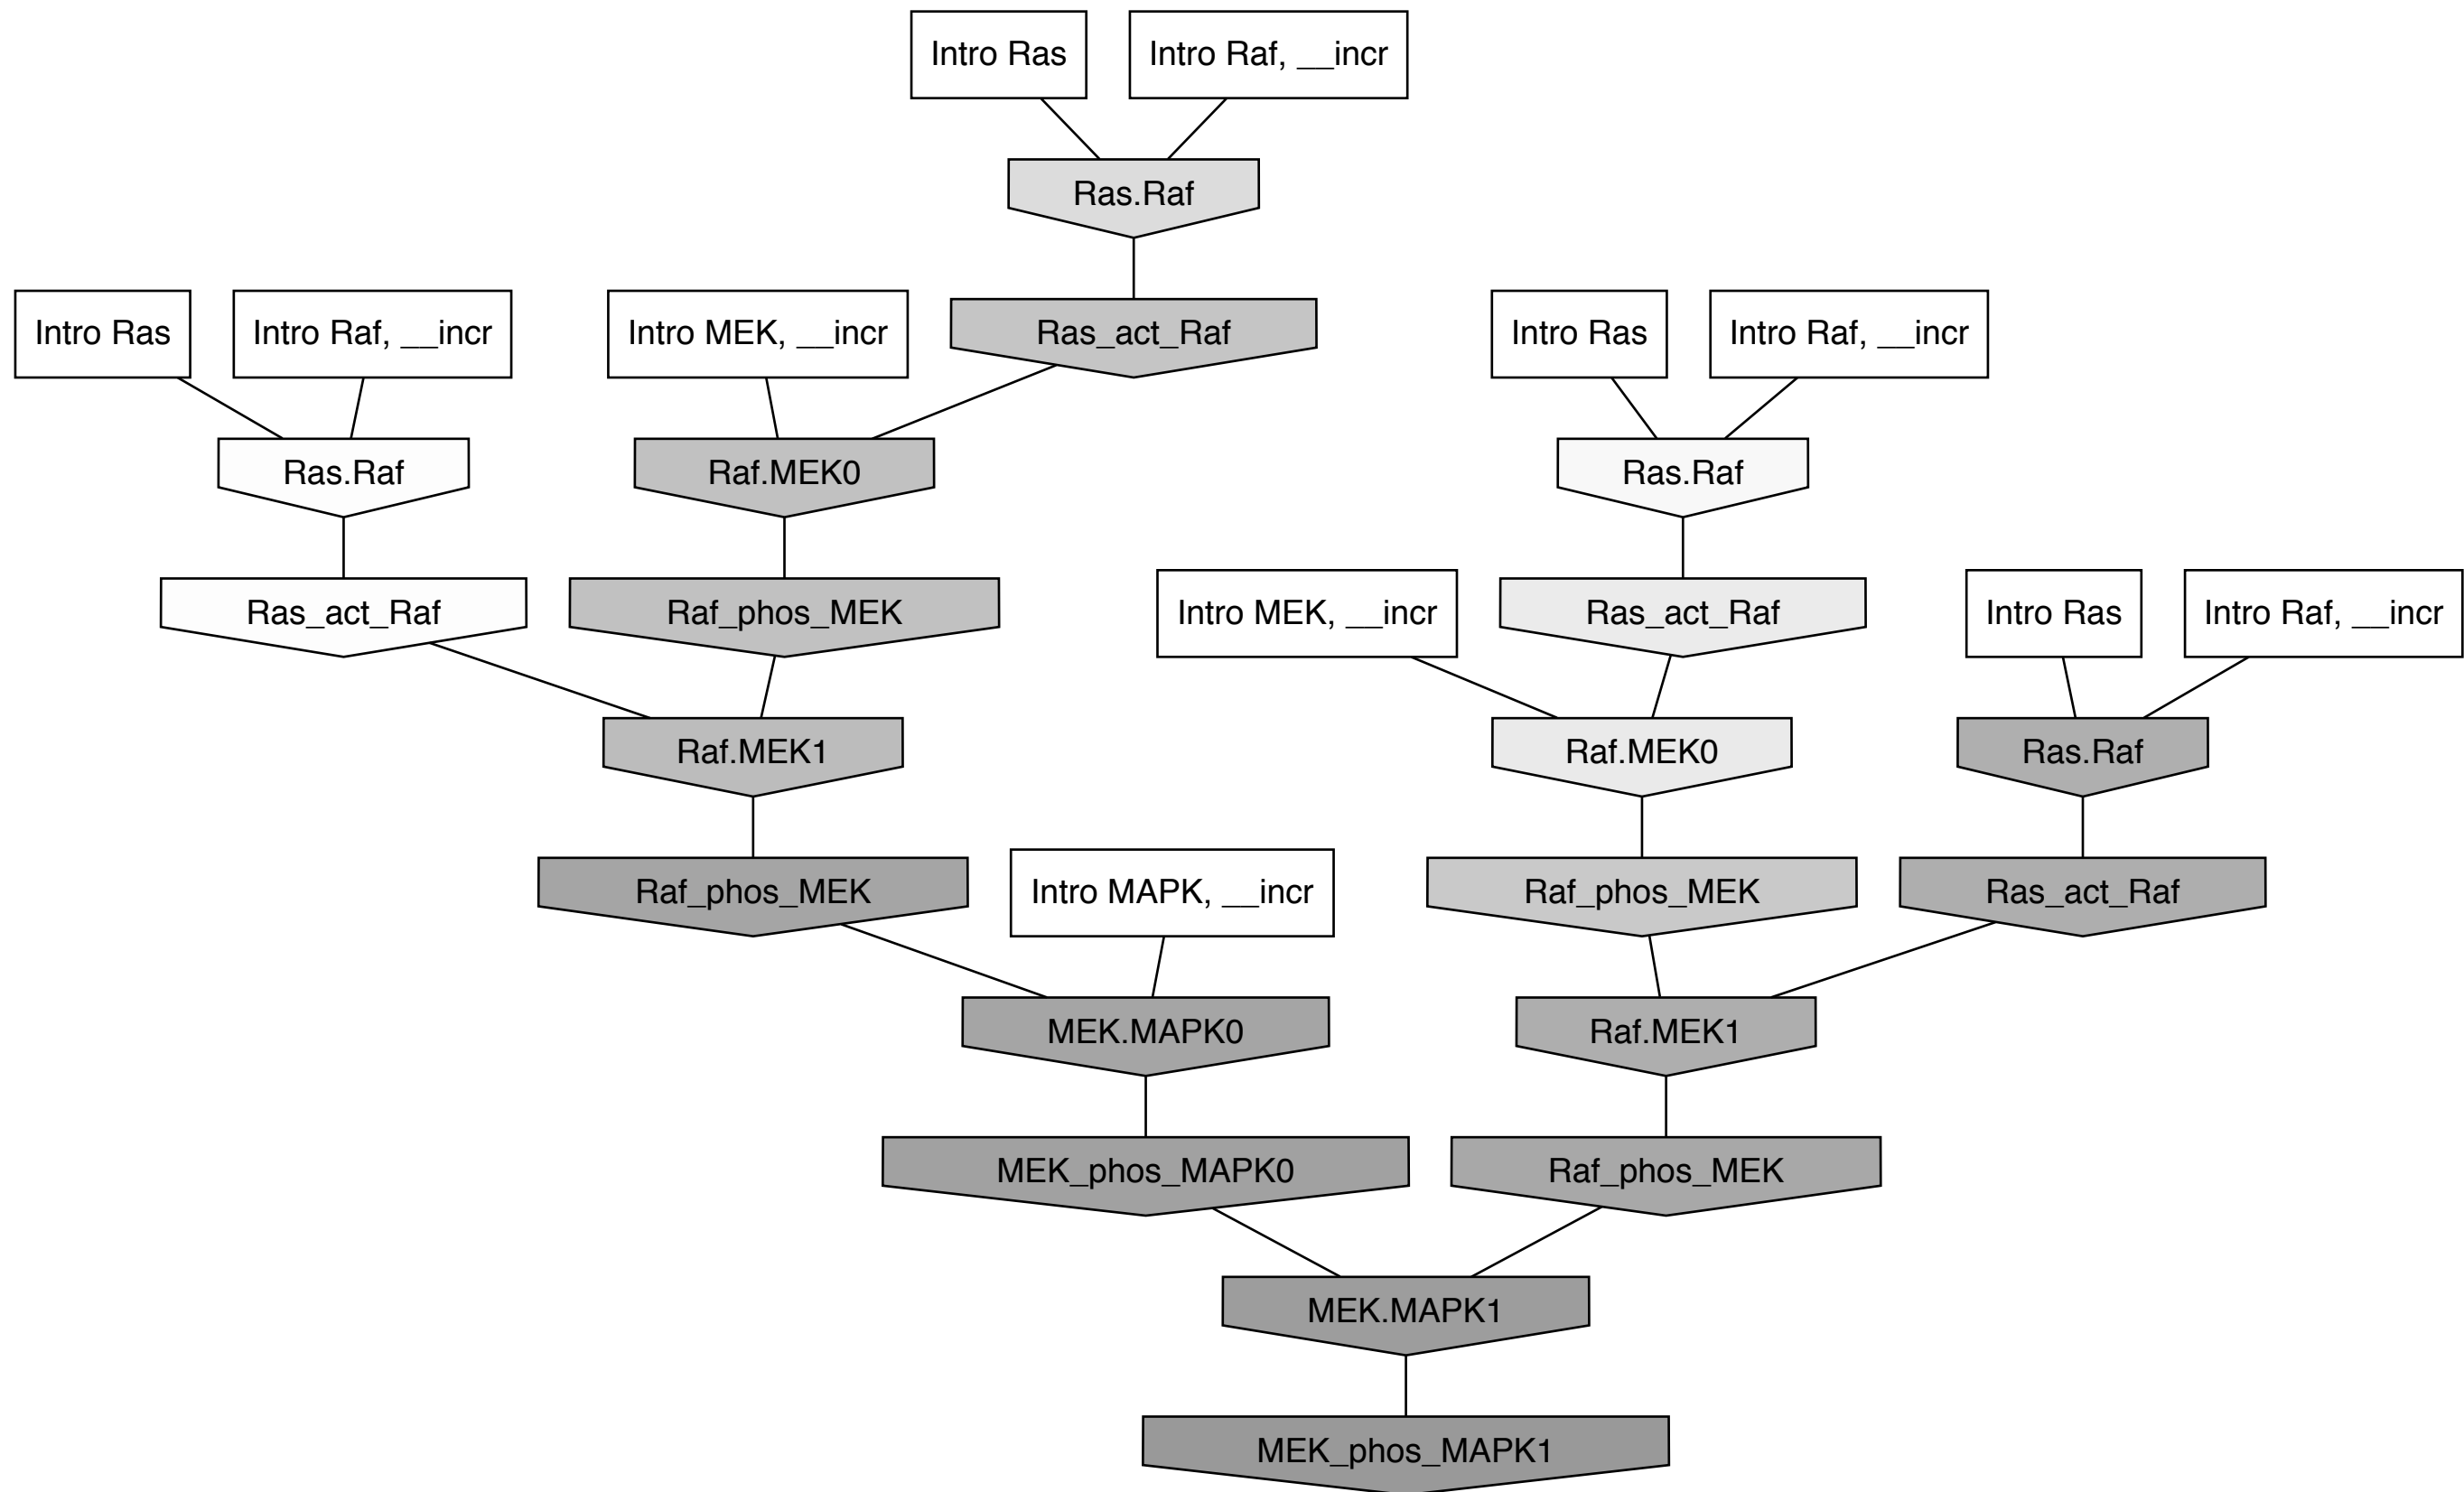 Intro Ras
Intro Raf, __incr
Ras.Raf
Intro Ras
Intro Raf, __incr
Intro MEK, __incr
Ras_act_Raf
Intro Ras
Intro Raf, __incr
Ras.Raf
Raf.MEK0
Ras.Raf
Ras_act_Raf
Raf_phos_MEK
Intro MEK, __incr
Ras_act_Raf
Intro Ras
Intro Raf, __incr
Raf.MEK1
Raf.MEK0
Ras.Raf
Raf_phos_MEK
Intro MAPK, __incr
Raf_phos_MEK
Ras_act_Raf
MEK.MAPK0
Raf.MEK1
MEK_phos_MAPK0
Raf_phos_MEK
MEK.MAPK1
MEK_phos_MAPK1